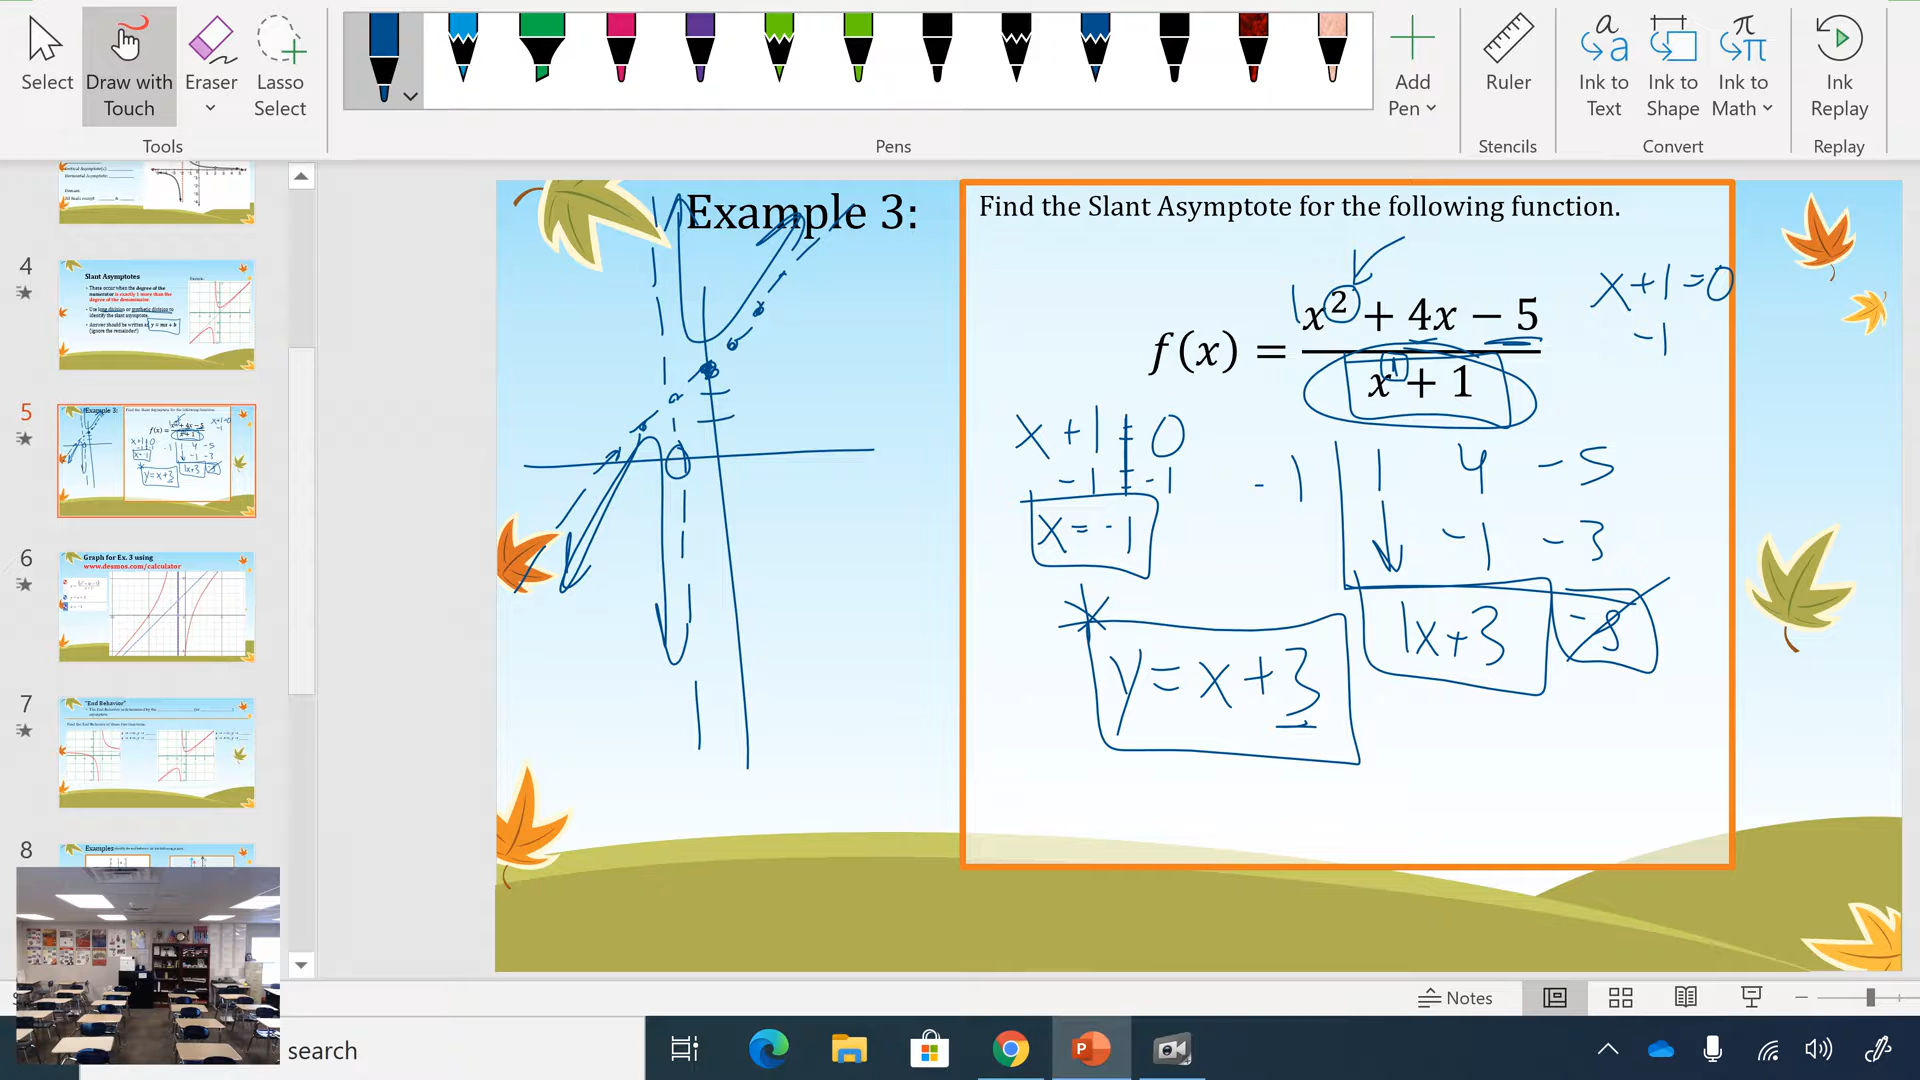 Select
Draw with
Touch
Eraser
Lasso
Select
Tools
Pens
Add
Pen
Ruler
Stencils
Ink to
Text
Ink to
Shape
Ink to
Math
Convert
Ink
Replay
Replay
4
Slant Asymptotes
5
Example 3:
6
Graph for Ex. 3 using
www.desmos.com/calculator
7
"End Behavior"
8
Examples
Example 3:
Find the Slant Asymptote for the following function.
f(x) = x² + 4x − 5
x + 1
1
1
x+1=0
-1
x+1=0
-1 -1
x=-1
-1 1 4 -5
-1 -3
1x+3
y=x+3
Notes
search